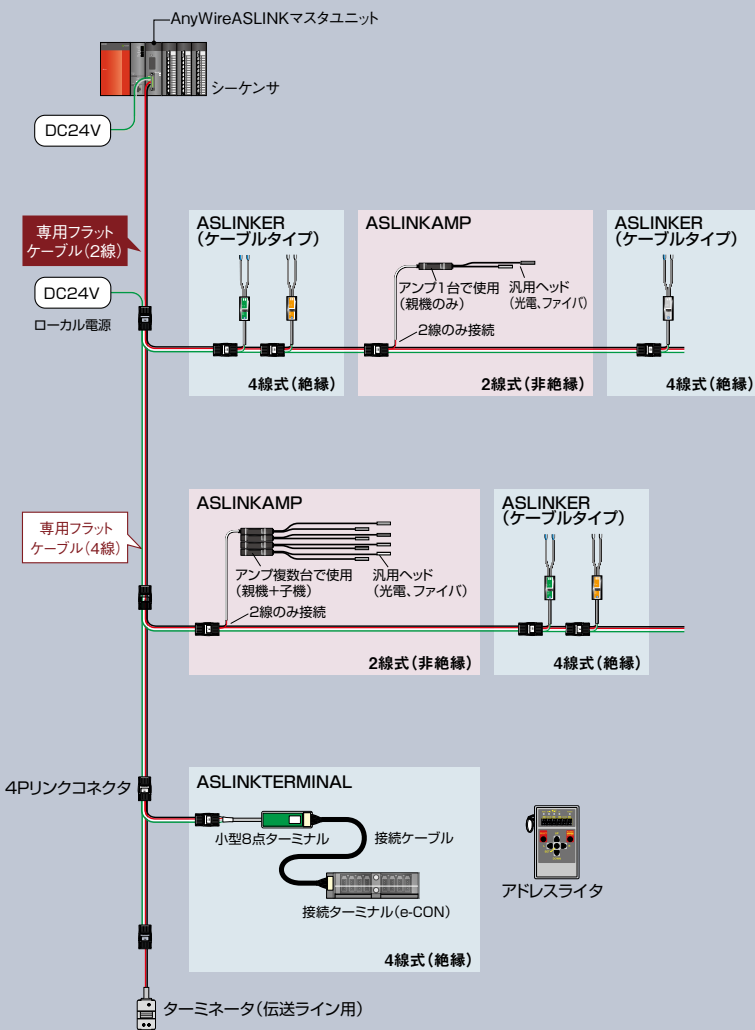 AnyWireASLINKマスタユニット
シーケンサ
DC24V
専用フラット
ケーブル(2線)
DC24V
ローカル電源
ASLINKER
(ケーブルタイプ)
4線式(絶縁)
ASLINKAMP
アンプ1台で使用
(親機のみ)
汎用ヘッド
(光電、ファイバ)
2線のみ接続
2線式(非絶縁)
ASLINKER
(ケーブルタイプ)
4線式(絶縁)
専用フラット
ケーブル(4線)
ASLINKAMP
アンプ複数台で使用
(親機+子機)
汎用ヘッド
(光電、ファイバ)
2線のみ接続
2線式(非絶縁)
ASLINKER
(ケーブルタイプ)
4線式(絶縁)
4Pリンクコネクタ
ASLINKTERMINAL
小型8点ターミナル
接続ケーブル
接続ターミナル(e-CON)
4線式(絶縁)
アドレスライタ
ターミネータ(伝送ライン用)